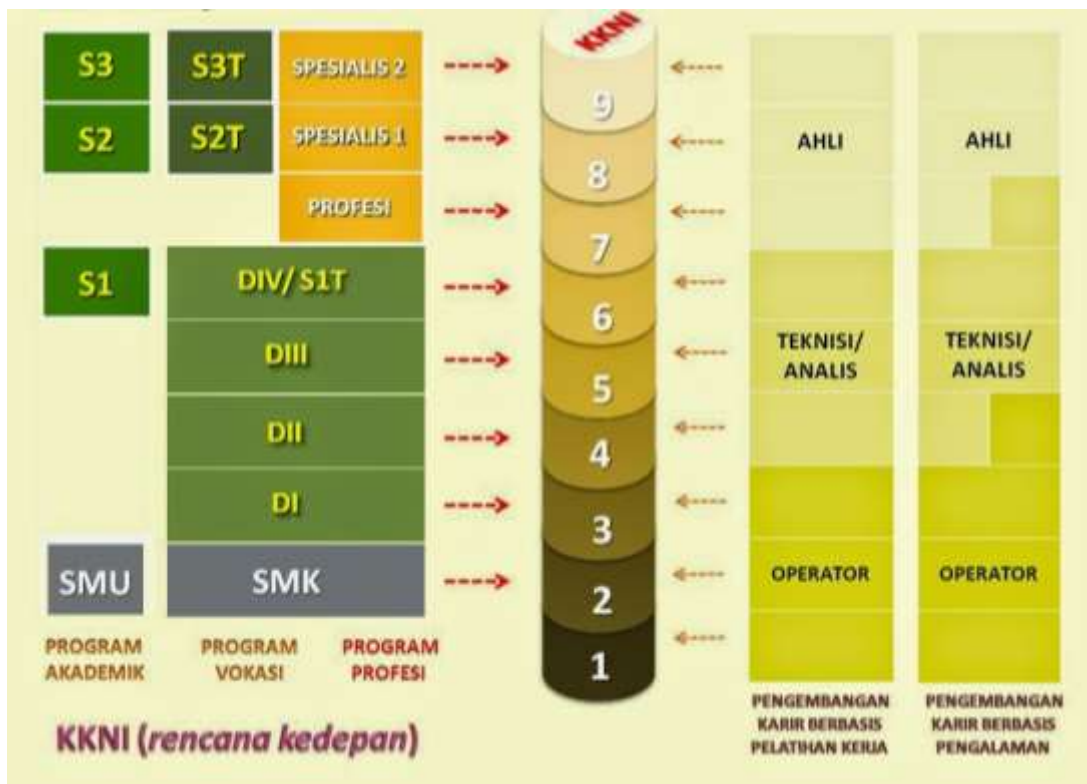 KKNI
S3 S3T SPESIALIS 2
9
S2 S2T SPESIALIS 1
8
AHLI AHLI
PROFESI
7
S1 DIV/ S1T
6
DIII
5
TEKNISI/ TEKNISI/
ANALIS ANALIS
DII
4
DI
3
SMU SMK
2
OPERATOR OPERATOR
1
PROGRAM PROGRAM PROGRAM
AKADEMIK VOKASI PROFESI
PENGEMBANGAN PENGEMBANGAN
KARIR BERBASIS KARIR BERBASIS
PELATIHAN KERJA PENGALAMAN
KKNI (rencana kedepan)